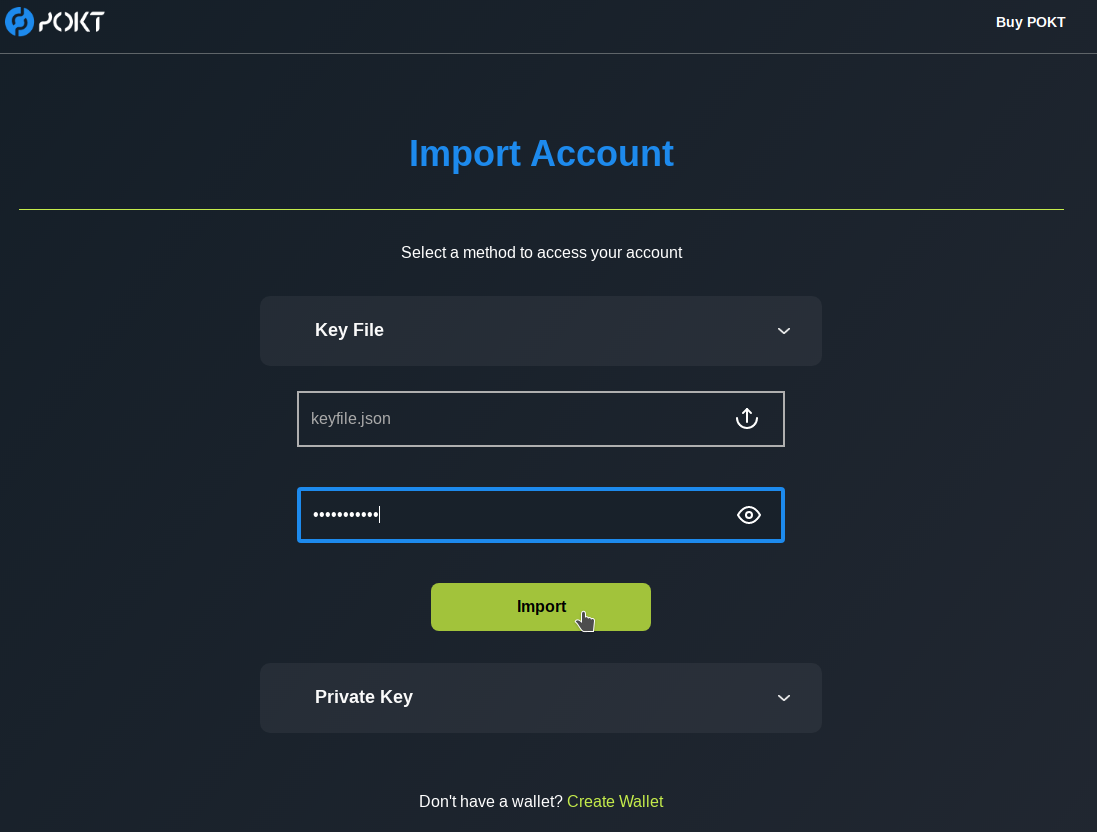 POKT
Buy POKT
Import Account
Select a method to access your account
Key File
keyfile.json
•••••••••••
Import
Private Key
Don't have a wallet? Create Wallet